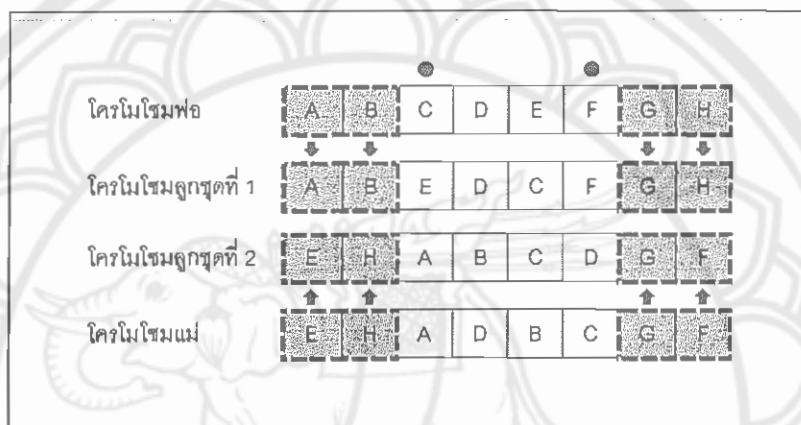 โครโมโซมพ่อ A B C D E F G H
โครโมโซมลูกชุดที่ 1 A B E D C F G H
โครโมโซมลูกชุดที่ 2 E H A B C D G F
โครโมโซมแม่ E H A D B C G F